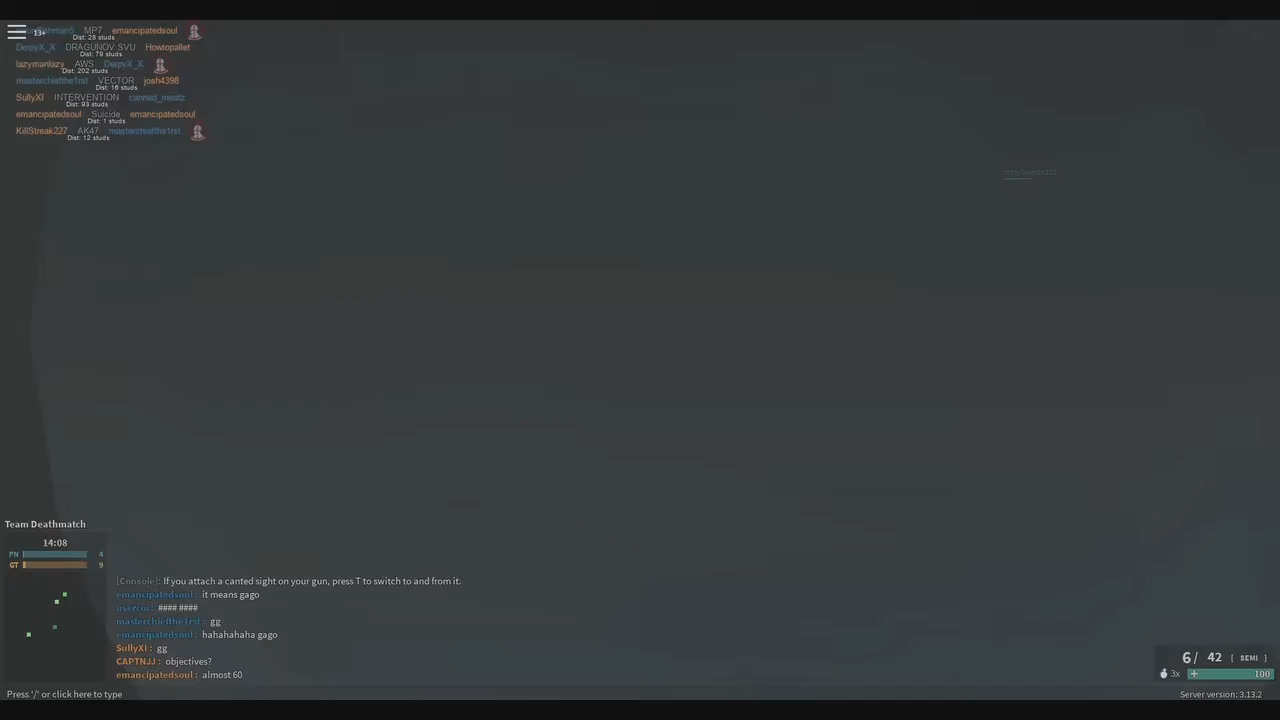 13+
MP7 emancipatedsoul
Dist: 28 studs
DerpyX_X DRAGUNOV SVU Howtopallet
Dist: 79 studs
lazymanlazy AWS DerpyX_X
Dist: 202 studs
masterchiefthe1rst VECTOR josh4398
Dist: 16 studs
SullyXI INTERVENTION canned_meatz
Dist: 93 studs
emancipatedsoul Suicide emancipatedsoul
Dist: 1 studs
KillStreak227 AK47 masterchiefthe1rst
Dist: 12 studs
Team Deathmatch
14:08
PN 4
GT 9
[Console]: If you attach a canted sight on your gun, press T to switch to and from it.
emancipatedsoul : it means gago
#### ####
masterchiefthe1rst : gg
emancipatedsoul : hahahahaha gago
SullyXI : gg
CAPTNJJ : objectives?
emancipatedsoul : almost 60
Press '/' or click here to type
6/ 42 [ SEMI ]
3x + 100
Server version: 3.13.2